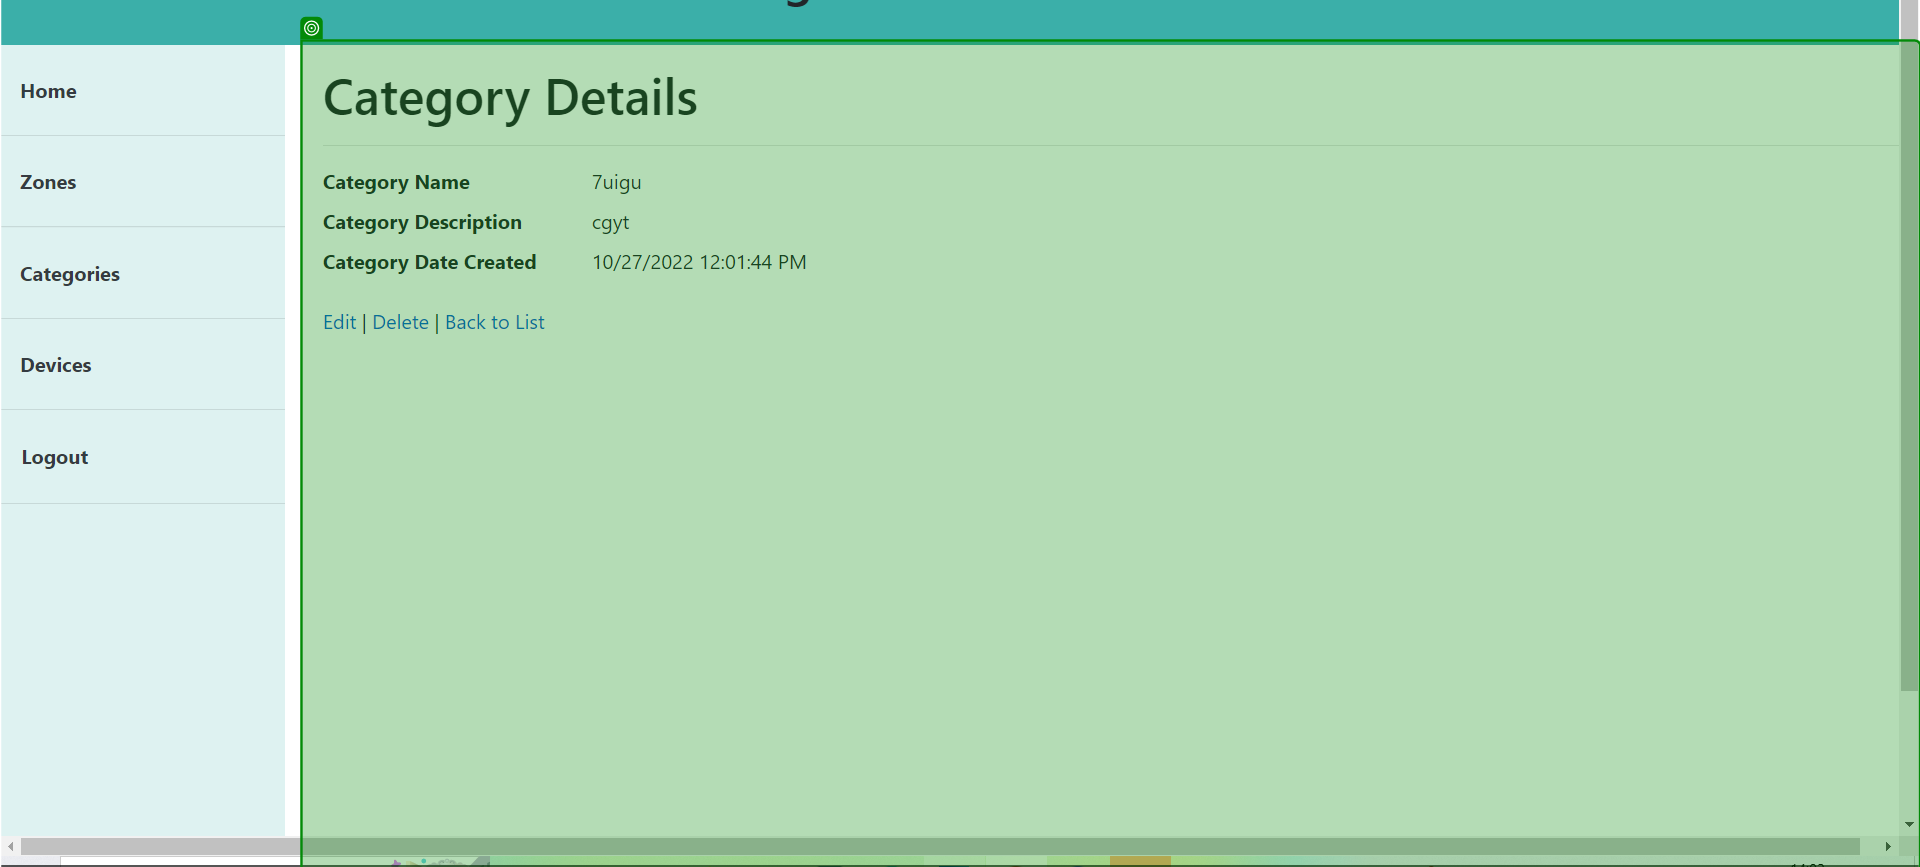 Home
Zones
Categories
Devices
Logout
Category Details
Category Name 7uigu
Category Description cgyt
Category Date Created 10/27/2022 12:01:44 PM
Edit | Delete | Back to List